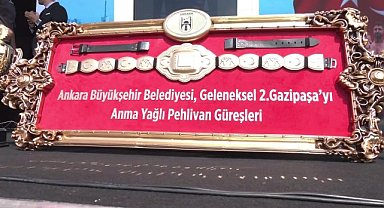 Ankara Büyükşehir Belediyesi, Geleneksel 2.Gazipaşa'yı
Anma Yağlı Pehlivan Güreşleri